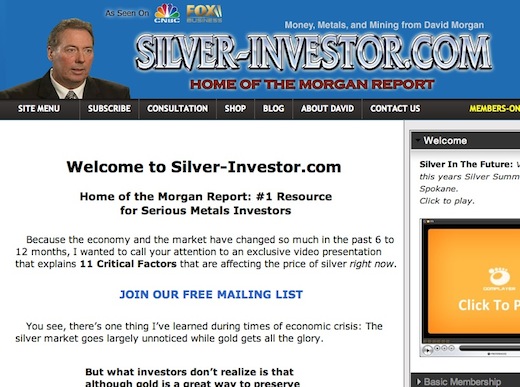 As Seen On CNBC FOX BUSINESS
Money, Metals, and Mining from David Morgan
SILVER-INVESTOR.COM
HOME OF THE MORGAN REPORT
SITE MENU SUBSCRIBE CONSULTATION SHOP BLOG ABOUT DAVID CONTACT US MEMBERS-ON
Welcome
Welcome to Silver-Investor.com
Home of the Morgan Report: #1 Resource
for Serious Metals Investors
Because the economy and the market have changed so much in the past 6 to
12 months, I wanted to call your attention to an exclusive video presentation
that explains 11 Critical Factors that are affecting the price of silver right now.
JOIN OUR FREE MAILING LIST
You see, there's one thing I've learned during times of economic crisis: The
silver market goes largely unnoticed while gold gets all the glory.
But what investors don't realize is that
although gold is a great way to preserve
Silver In The Future:
this years Silver Summ
Spokane.
Click to play.
Click To P
Basic Membership